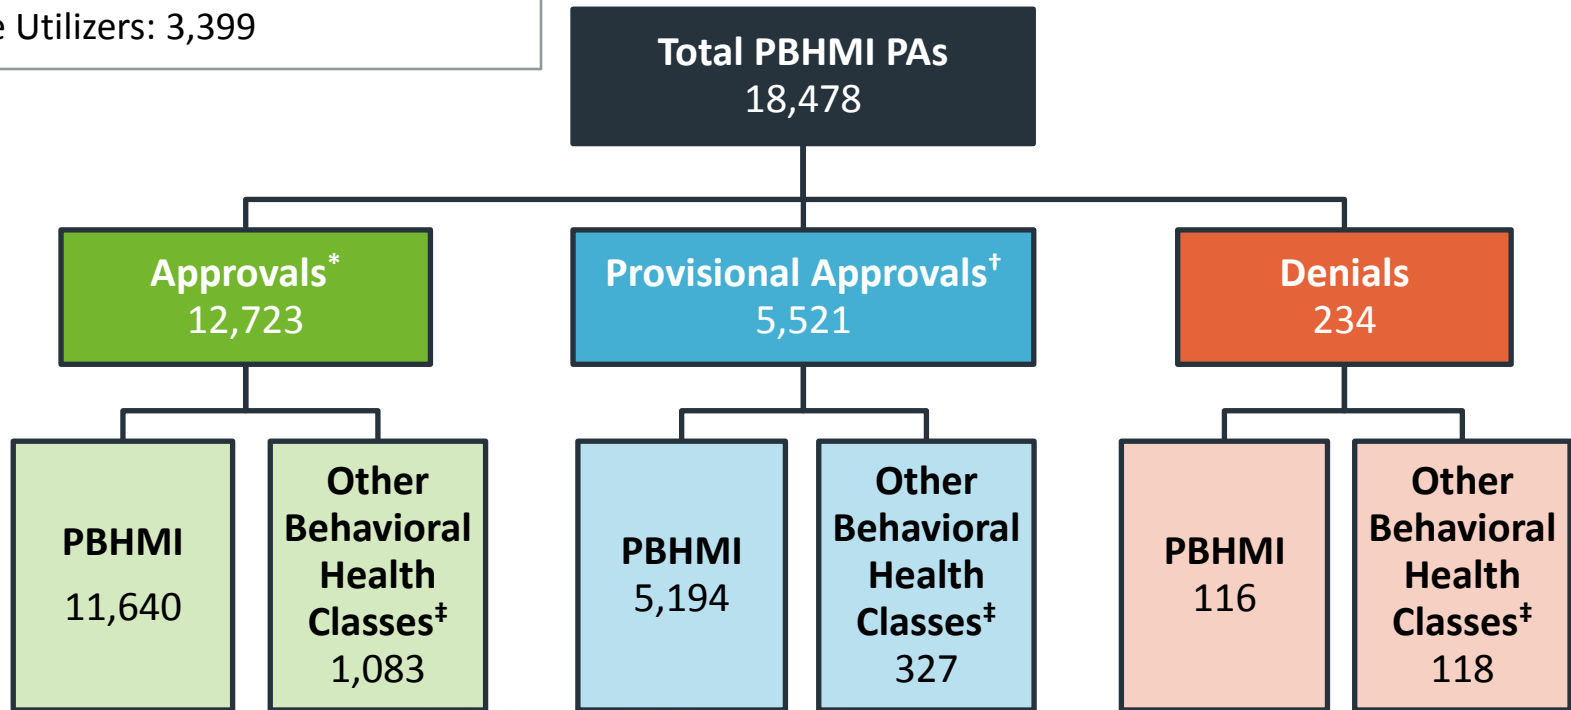 Utilizers: 3,399
Total PBHMI PAs
18,478
Approvals*
12,723
Provisional Approvals†
5,521
Denials
234
PBHMI
11,640
Other
Behavioral
Health
Classes‡
1,083
PBHMI
5,194
Other
Behavioral
Health
Classes‡
327
PBHMI
116
Other
Behavioral
Health
Classes‡
118